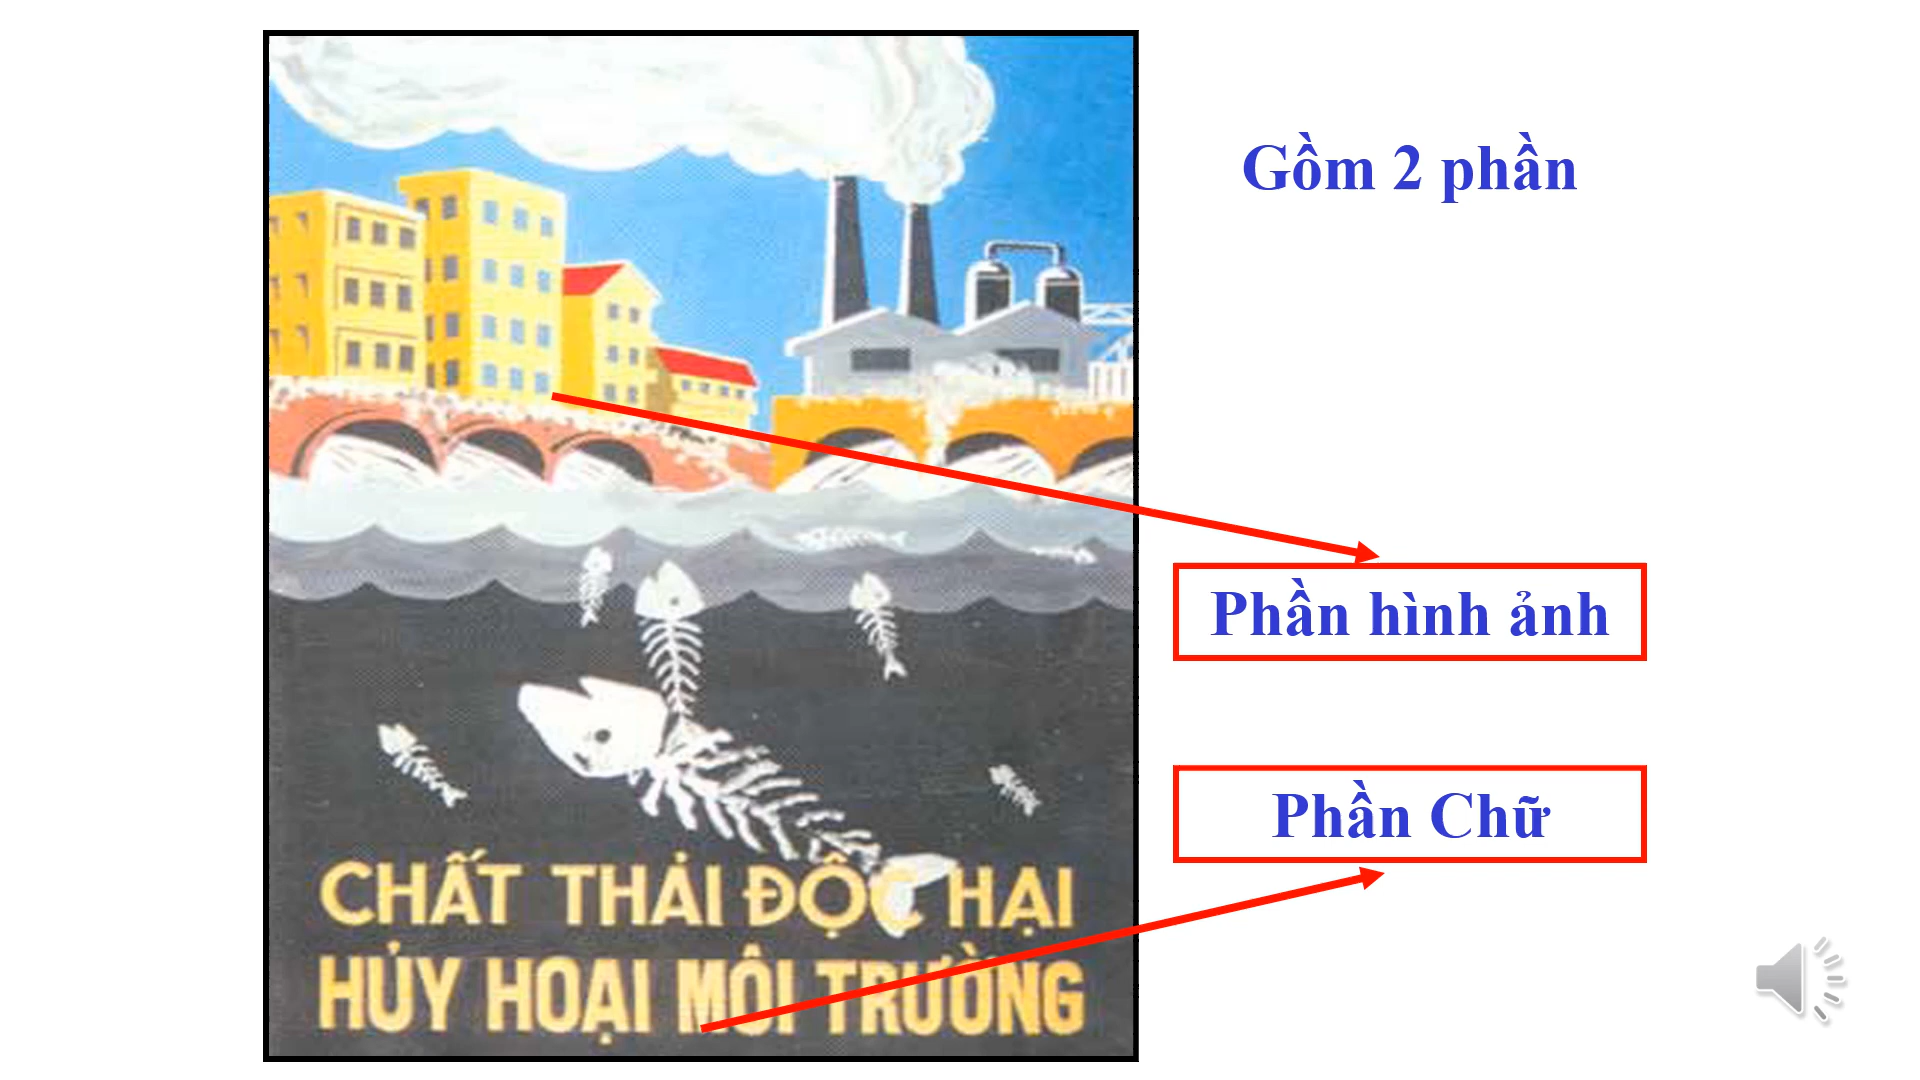 Gồm 2 phần
Phần hình ảnh
Phần Chữ
CHẤT THẢI ĐỘC HẠI
HỦY HOẠI MÔI TRƯỜNG